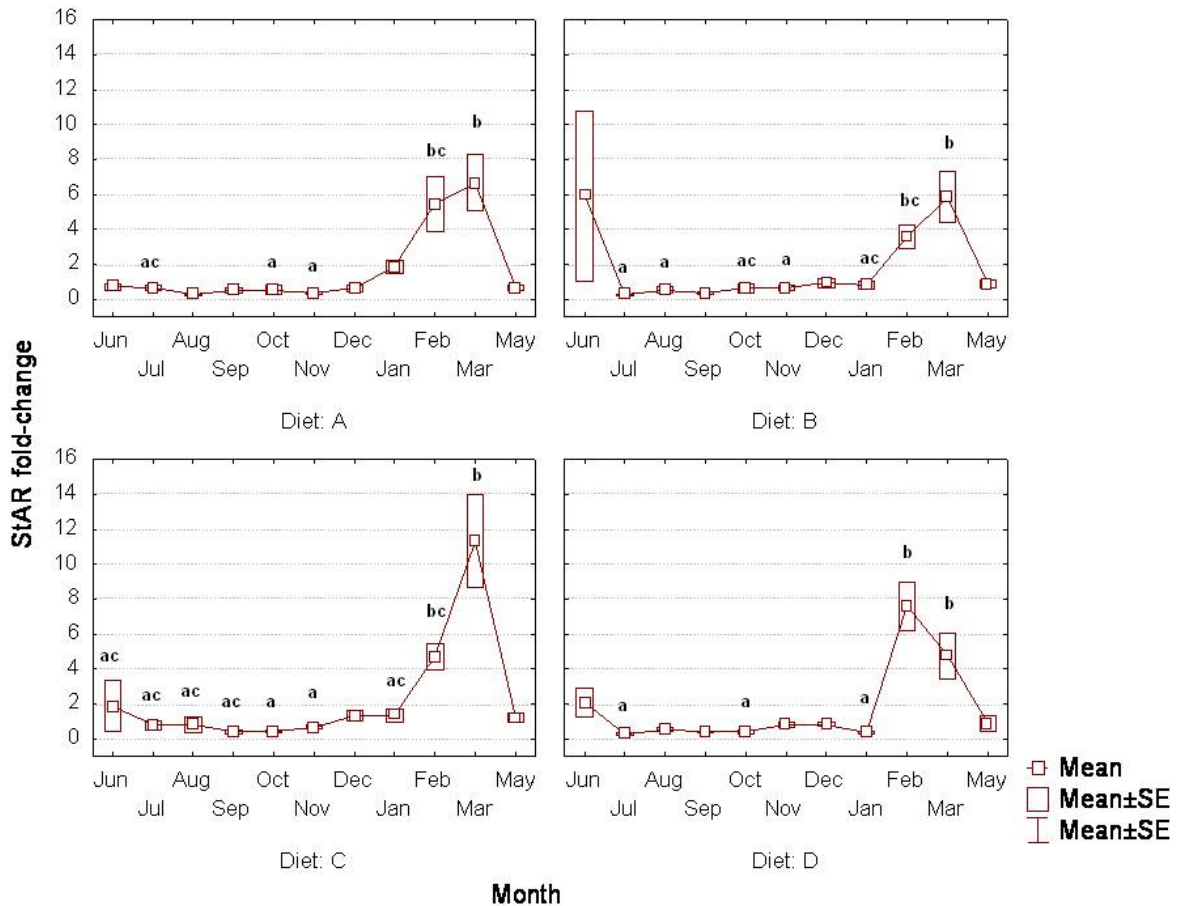 StAR fold-change
16
14
12
10
8
6
4
2
0
ac a a bc b
Jun Aug Oct Dec Feb May
Jul Sep Nov Jan Mar
Diet: A
a a ac a ac bc b
Jun Aug Oct Dec Feb May
Jul Sep Nov Jan Mar
Diet: B
16
14
12
10
8
6
4
2
0
ac ac ac ac a a ac bc b
Jun Aug Oct Dec Feb May
Jul Sep Nov Jan Mar
Diet: C
a a a b b
Jun Aug Oct Dec Feb May
Jul Sep Nov Jan Mar
Diet: D
Month
Mean
Mean±SE
Mean±SE